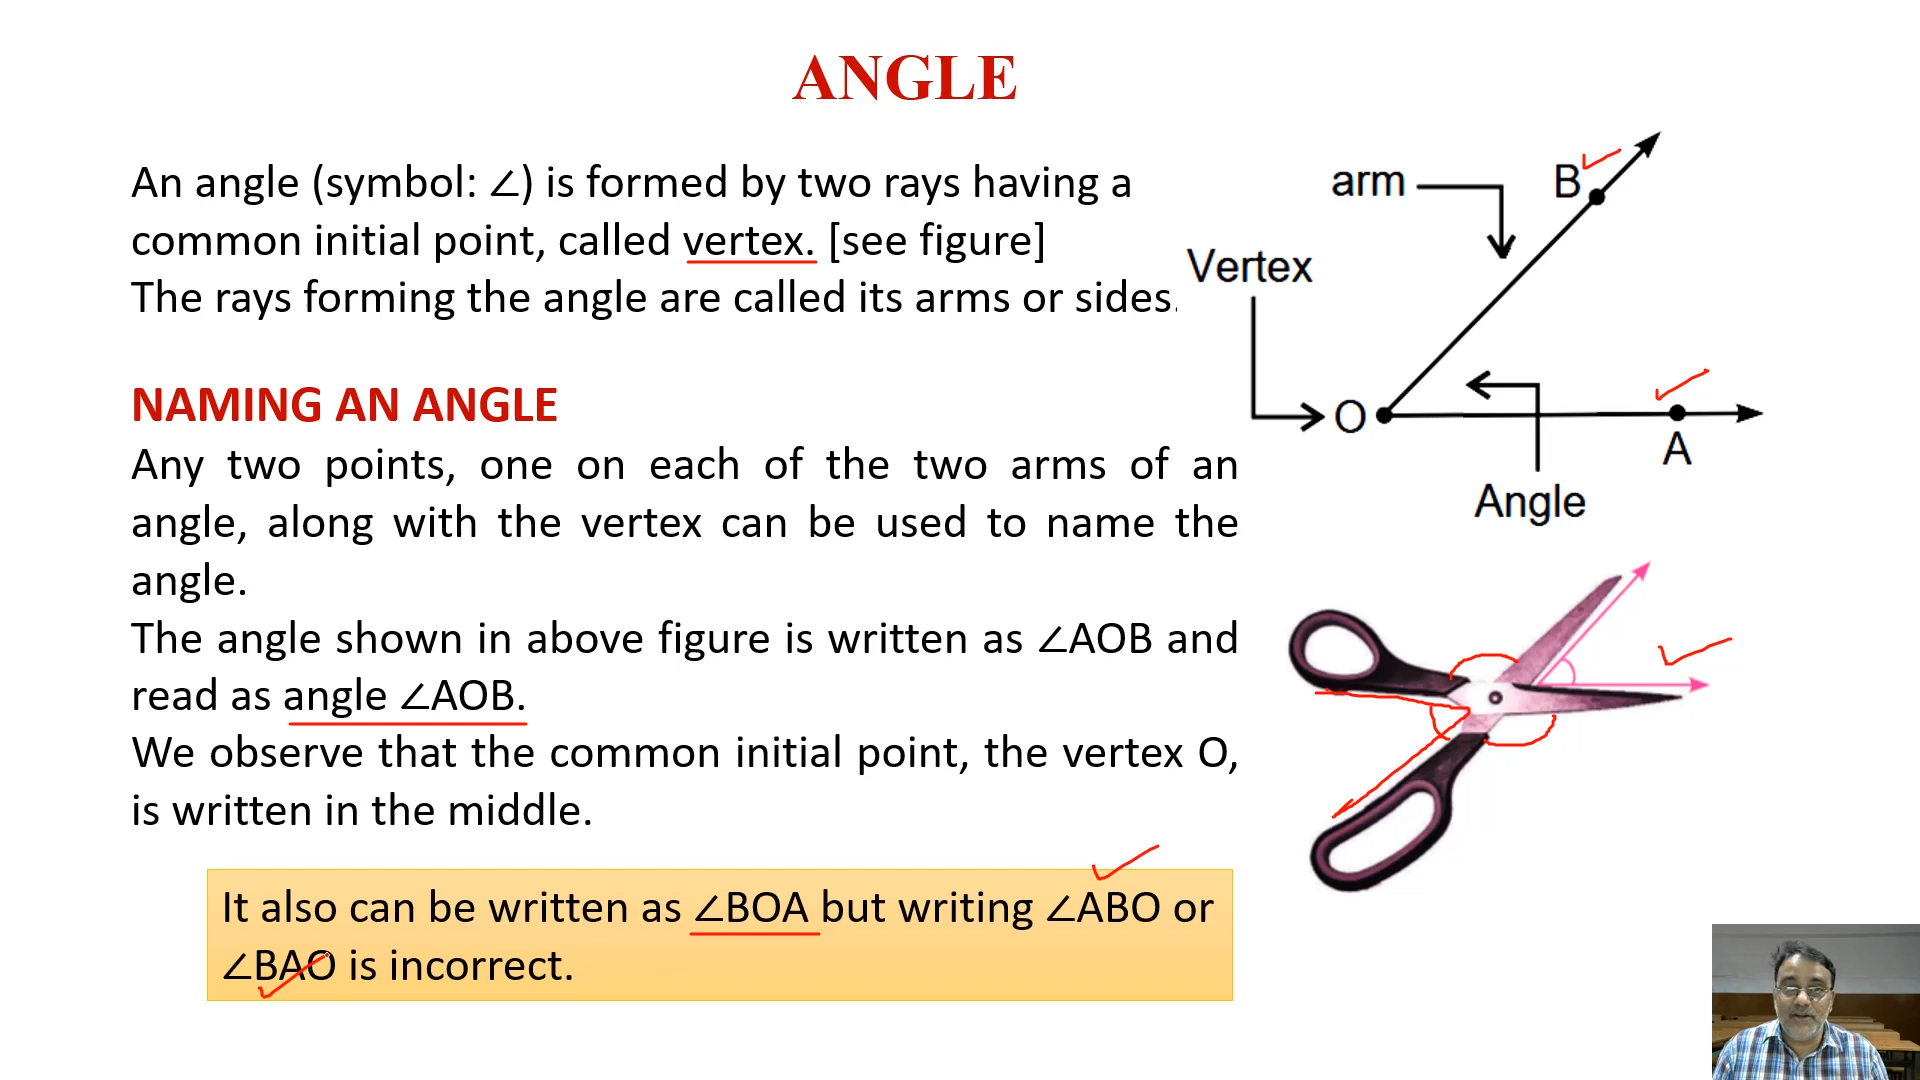 ANGLE
An angle (symbol: ∠) is formed by two rays having a
common initial point, called vertex. [see figure]
The rays forming the angle are called its arms or sides.
NAMING AN ANGLE
Any two points, one on each of the two arms of an
angle, along with the vertex can be used to name the
angle.
The angle shown in above figure is written as ∠AOB and
read as angle ∠AOB.
We observe that the common initial point, the vertex O,
is written in the middle.
It also can be written as ∠BOA but writing ∠ABO or
∠BAO is incorrect.
arm
B
Vertex
O
A
Angle